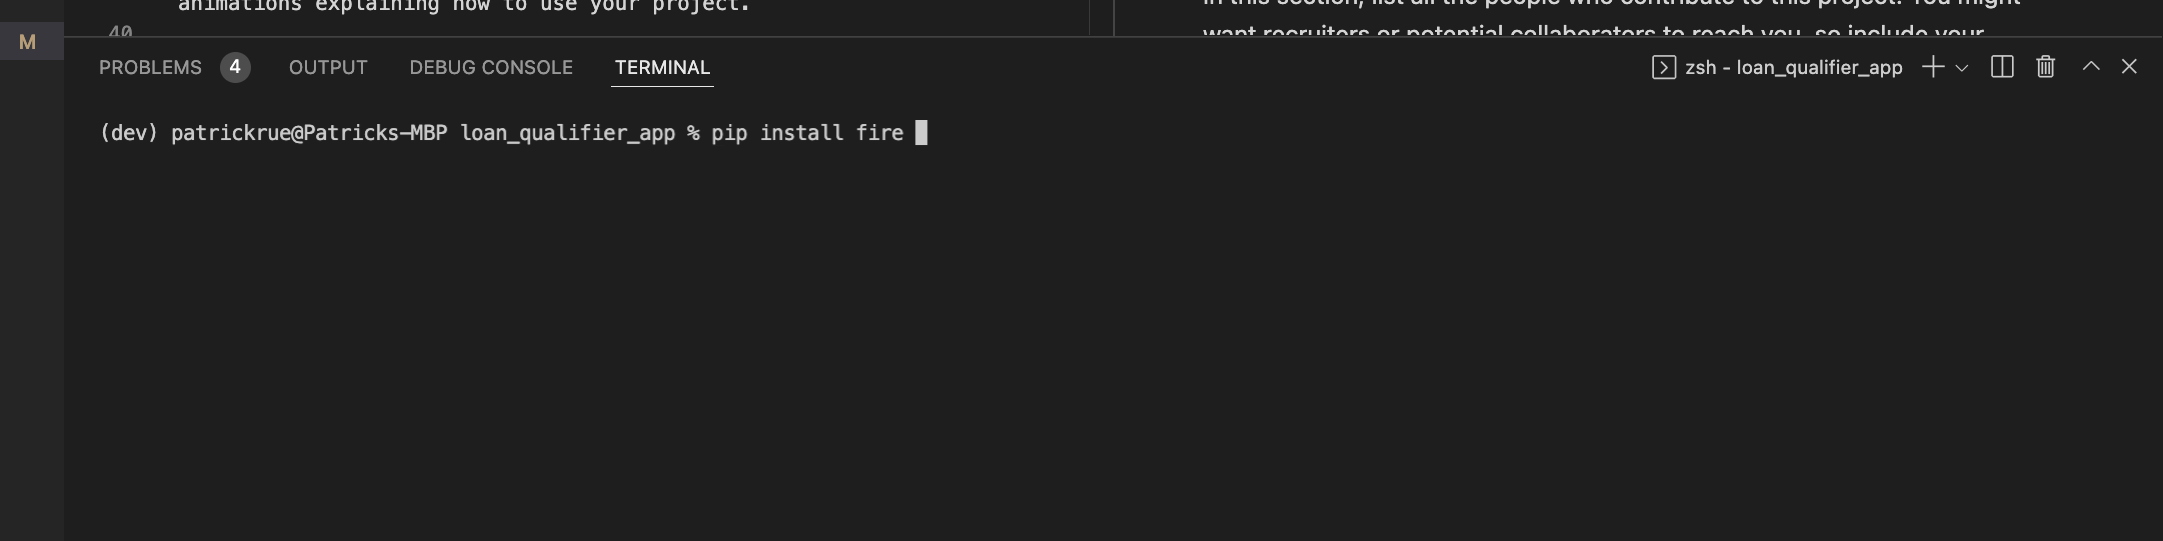 animations explaining how to use your project.
40
in this section, list all the people who contribute to this project. You might
want recruiters or potential collaborators to reach you, so include your
M
PROBLEMS 4 OUTPUT DEBUG CONSOLE TERMINAL
zsh - loan_qualifier_app
(dev) patrickrue@Patricks-MBP loan_qualifier_app % pip install fire